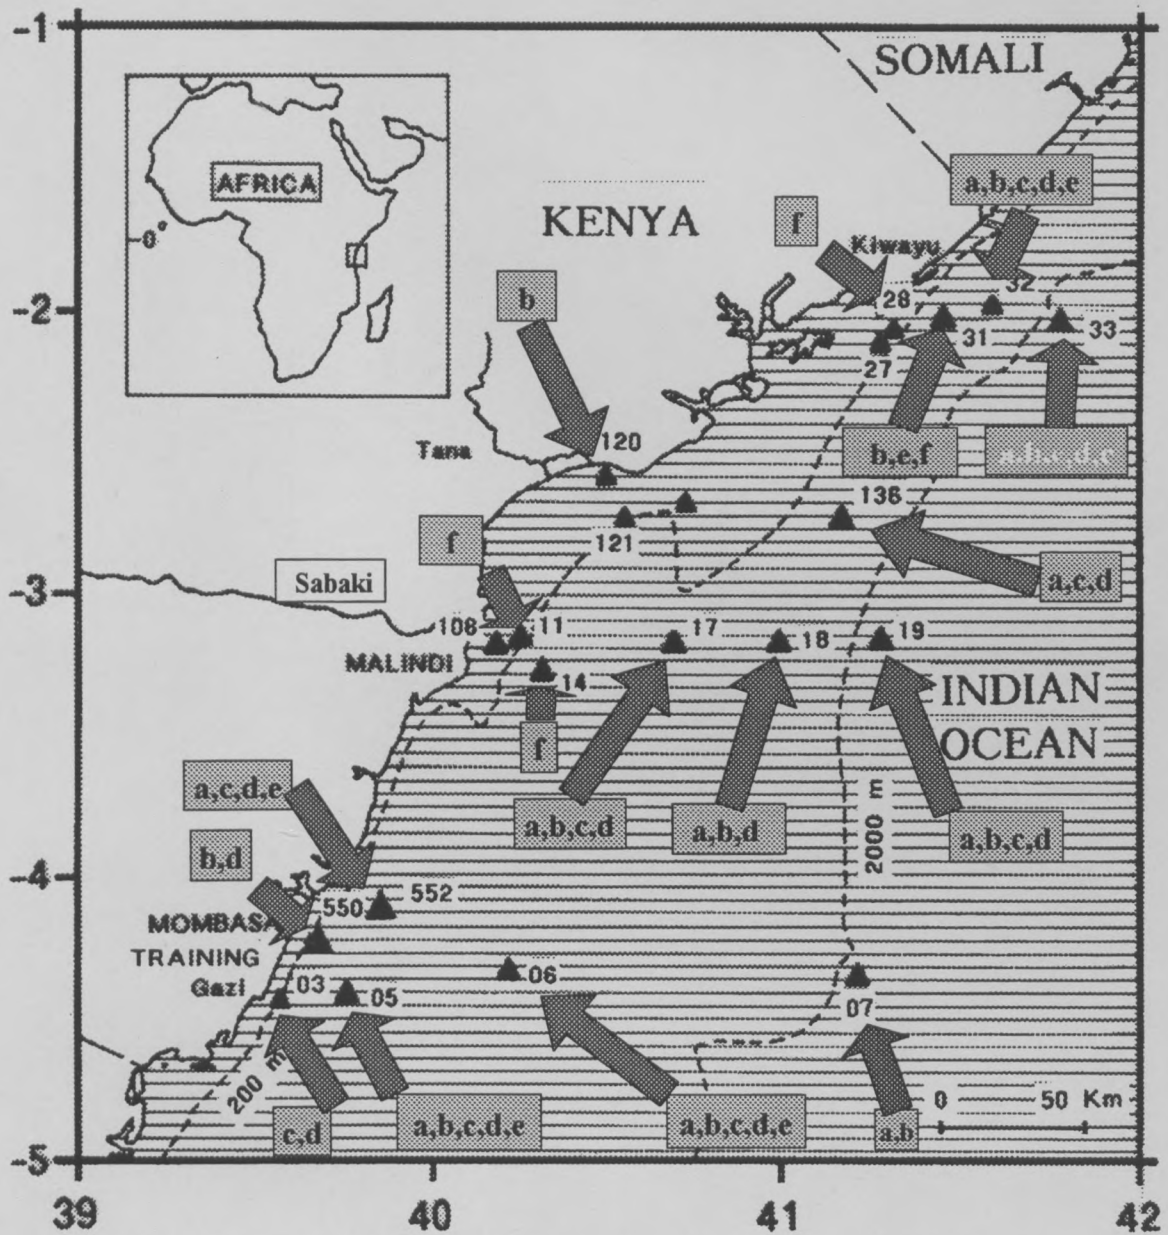 -1
SOMALI
AFRICA
0°
KENYA
a,b,c,d,e
f
Kiwayu
b
28
32
-2
31
33
27
Tana
120
b,e,f
136
f
121
a,c,d
Sabaki
-3
108
11
17
18
19
MALINDI
14
INDIAN
OCEAN
f
a,c,d,e
a,b,c,d
a,b,d
a,b,c,d
2000 m
b,d
-4
550
552
MOMBASA
TRAINING
Gazi
03
05
06
07
200 m
0 50 Km
c,d
a,b,c,d,e
a,b,c,d,e
a,b
-5
39
40
41
42